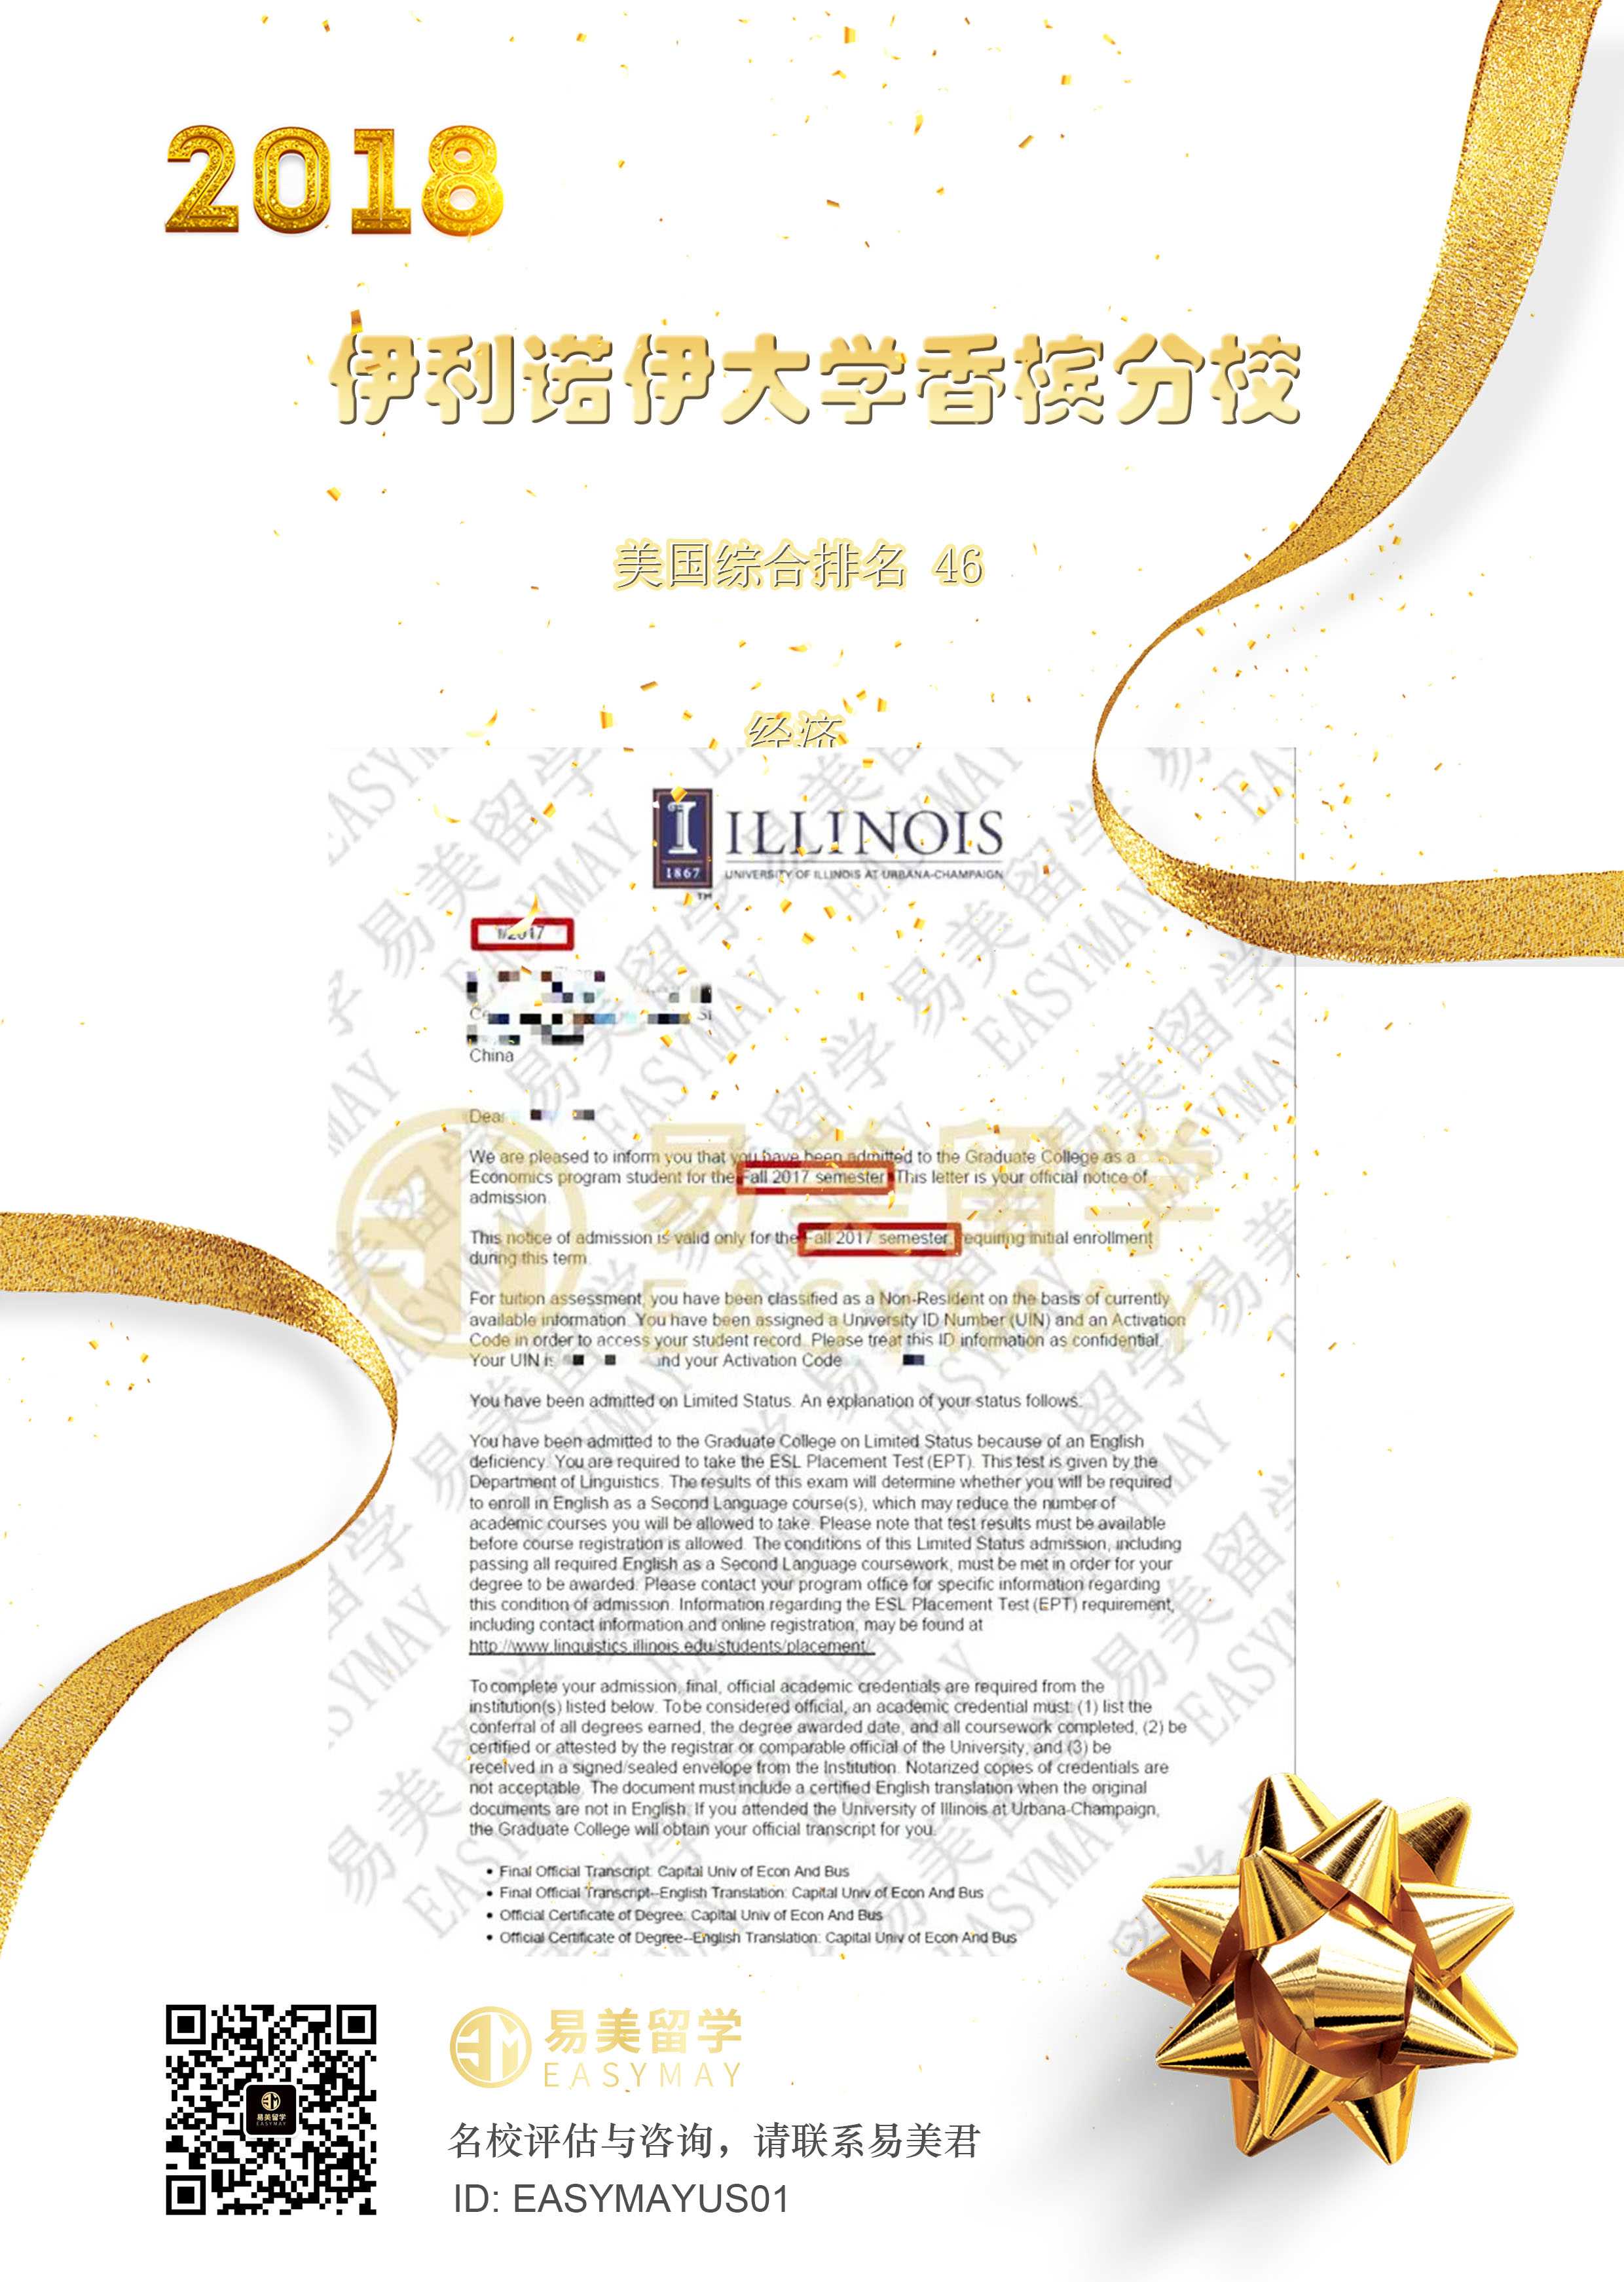 2018
伊利诺伊大学香槟分校
美国综合排名 46
经济
I ILLINOIS
1867
UNIVERSITY OF ILLINOIS AT URBANA-CHAMPAIGN
TM
/2017
China
Dear
We are pleased to inform you that you have been admitted to the Graduate College as a
Economics program student for the Fall 2017 semester. This letter is your official notice of
admission.
This notice of admission is valid only for the Fall 2017 semester, requiring initial enrollment
during this term.
For tuition assessment, you have been classified as a Non-Resident on the basis of currently
available information. You have been assigned a University ID Number (UIN) and an Activation
Code in order to access your student record. Please treat this ID information as confidential.
Your UIN is and your Activation Code
You have been admitted on Limited Status. An explanation of your status follows:
You have been admitted to the Graduate College on Limited Status because of an English
deficiency. You are required to take the ESL Placement Test (EPT). This test is given by the
Department of Linguistics. The results of this exam will determine whether you will be required
to enroll in English as a Second Language course(s), which may reduce the number of
academic courses you will be allowed to take. Please note that test results must be available
before course registration is allowed. The conditions of this Limited Status admission, including
passing all required English as a Second Language coursework, must be met in order for your
degree to be awarded. Please contact your program office for specific information regarding
this condition of admission. Information regarding the ESL Placement Test (EPT) requirement,
including contact information and online registration, may be found at
http://www.linguistics.illinois.edu/students/placement/
To complete your admission, final, official academic credentials are required from the
institution(s) listed below. To be considered official, an academic credential must: (1) list the
conferral of all degrees earned, the degree awarded date, and all coursework completed, (2) be
certified or attested by the registrar or comparable official of the University, and (3) be
received in a signed/sealed envelope from the Institution. Notarized copies of credentials are
not acceptable. The document must include a certified English translation when the original
documents are not in English. If you attended the University of Illinois at Urbana-Champaign,
the Graduate College will obtain your official transcript for you.
• Final Official Transcript: Capital Univ of Econ And Bus
• Final Official Transcript--English Translation: Capital Univ of Econ And Bus
• Official Certificate of Degree: Capital Univ of Econ And Bus
• Official Certificate of Degree--English Translation: Capital Univ of Econ And Bus
易美留学
EASYMAY
易美留学
EASYMAY
易美留学
EASYMAY
名校评估与咨询，请联系易美君
ID: EASYMAYUS01